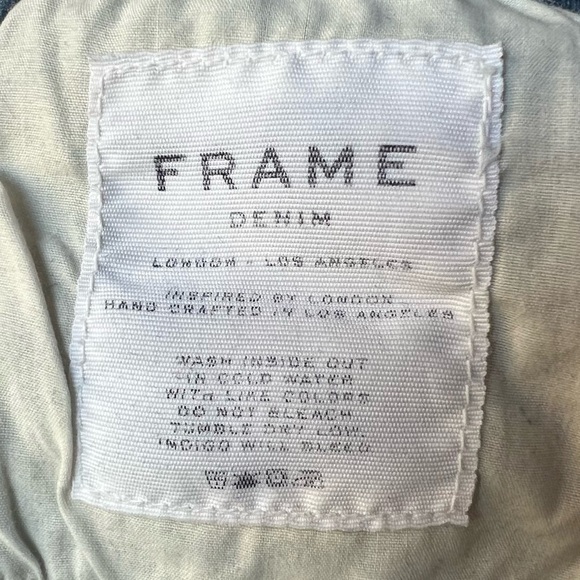 FRAME
DENIM
LONDON - LOS ANGELES
INSPIRED BY LONDON
HAND CRAFTED IN LOS ANGELES
WASH INSIDE OUT
IN COLD WATER
WITH LIKE COLORS
DO NOT BLEACH
TUMBLE DRY LOW.
INDIGO WILL BLEED